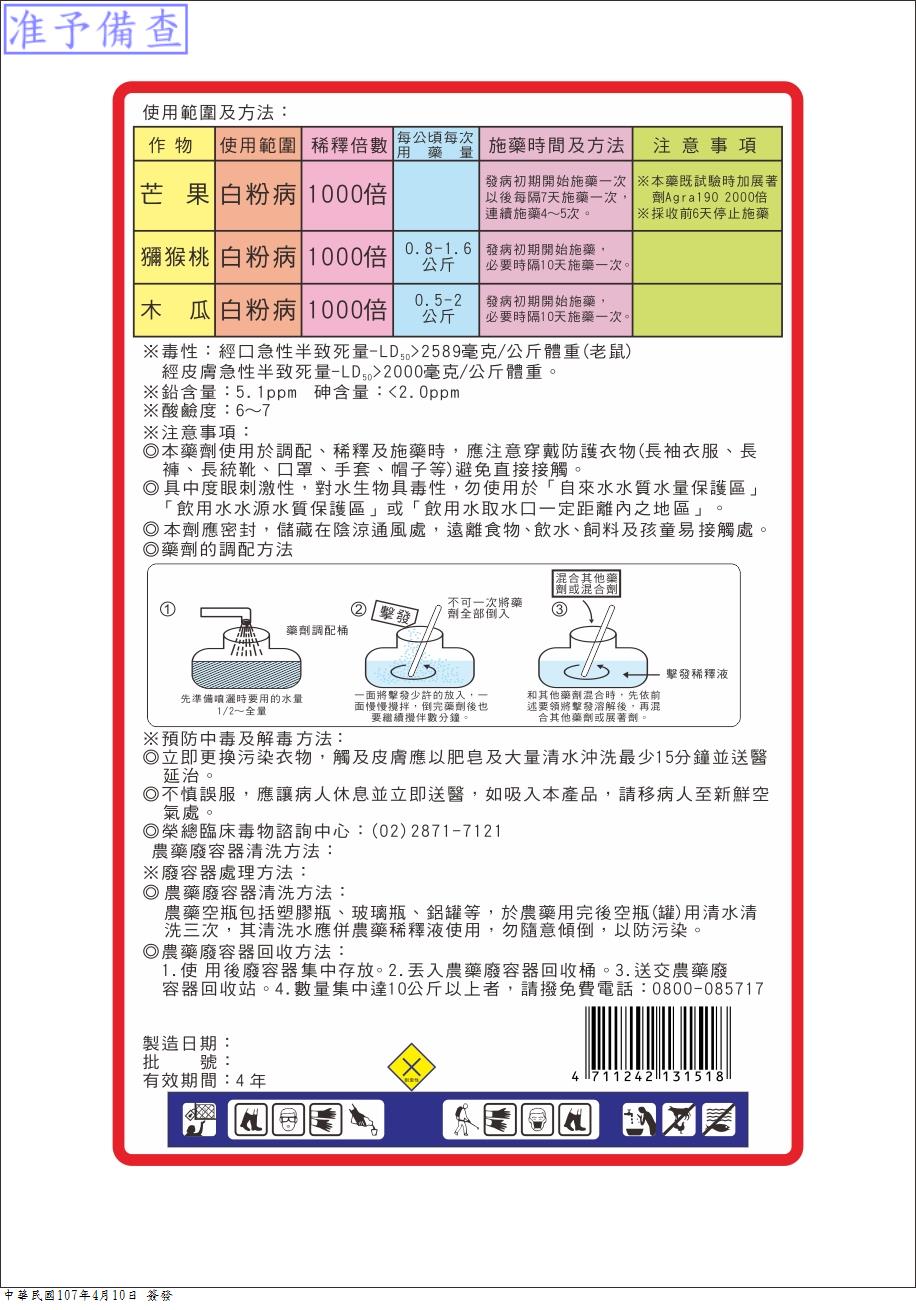 准予備查
使用範圍及方法：
作物 使用範圍 稀釋倍數 每公頃每次用藥量 施藥時間及方法 注意事項
芒果 白粉病 1000倍 發病初期開始施藥一次以後每隔7天施藥一次，連續施藥4～5次。 ※本藥既試驗時加展著劑Agra190 2000倍 ※採收前6天停止施藥
獼猴桃 白粉病 1000倍 0.8-1.6公斤 發病初期開始施藥，必要時隔10天施藥一次。
木瓜 白粉病 1000倍 0.5-2公斤 發病初期開始施藥，必要時隔10天施藥一次。
※毒性：經口急性半致死量-LD50>2589毫克/公斤體重(老鼠)
經皮膚急性半致死量-LD50>2000毫克/公斤體重。
※鉛含量：5.1ppm 砷含量：<2.0ppm
※酸鹼度：6～7
※注意事項：
◎本藥劑使用於調配、稀釋及施藥時，應注意穿戴防護衣物(長袖衣服、長
褲、長統靴、口罩、手套、帽子等)避免直接接觸。
◎具中度眼刺激性，對水生物具毒性，勿使用於「自來水水質水量保護區」
「飲用水水源水質保護區」或「飲用水取水口一定距離內之地區」。
◎本劑應密封，儲藏在陰涼通風處，遠離食物、飲水、飼料及孩童易接觸處。
◎藥劑的調配方法
①
藥劑調配桶
先準備噴灑時要用的水量
1/2～全量
②
擊發
不可一次將藥
劑全部倒入
一面將擊發少許的放入，一
面慢慢攪拌，倒完藥劑後也
要繼續攪伴數分鐘。
混合其他藥
劑或混合劑
③
擊發稀釋液
和其他藥劑混合時，先依前
述要領將擊發溶解後，再混
合其他藥劑或展著劑。
※預防中毒及解毒方法：
◎立即更換污染衣物，觸及皮膚應以肥皂及大量清水沖洗最少15分鐘並送醫
延治。
◎不慎誤服，應讓病人休息並立即送醫，如吸入本產品，請移病人至新鮮空
氣處。
◎榮總臨床毒物諮詢中心：(02)2871-7121
農藥廢容器清洗方法：
※廢容器處理方法：
◎農藥廢容器清洗方法：
農藥空瓶包括塑膠瓶、玻璃瓶、鋁罐等，於農藥用完後空瓶(罐)用清水清
洗三次，其清洗水應併農藥稀釋液使用，勿隨意傾倒，以防污染。
◎農藥廢容器回收方法：
1.使 用後廢容器集中存放。2.丟入農藥廢容器回收桶。3.送交農藥廢
容器回收站。4.數量集中達10公斤以上者，請撥免費電話：0800-085717
製造日期：
批 號：
有效期間：4 年
4 711242 131518
中華民國107年4月10日 簽發